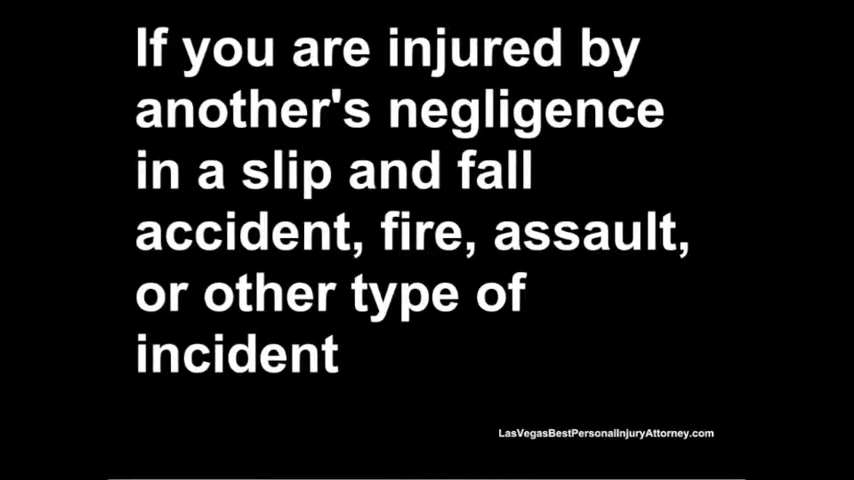 If you are injured by
another's negligence
in a slip and fall
accident, fire, assault,
or other type of
incident
LasVegasBestPersonalInjuryAttorney.com